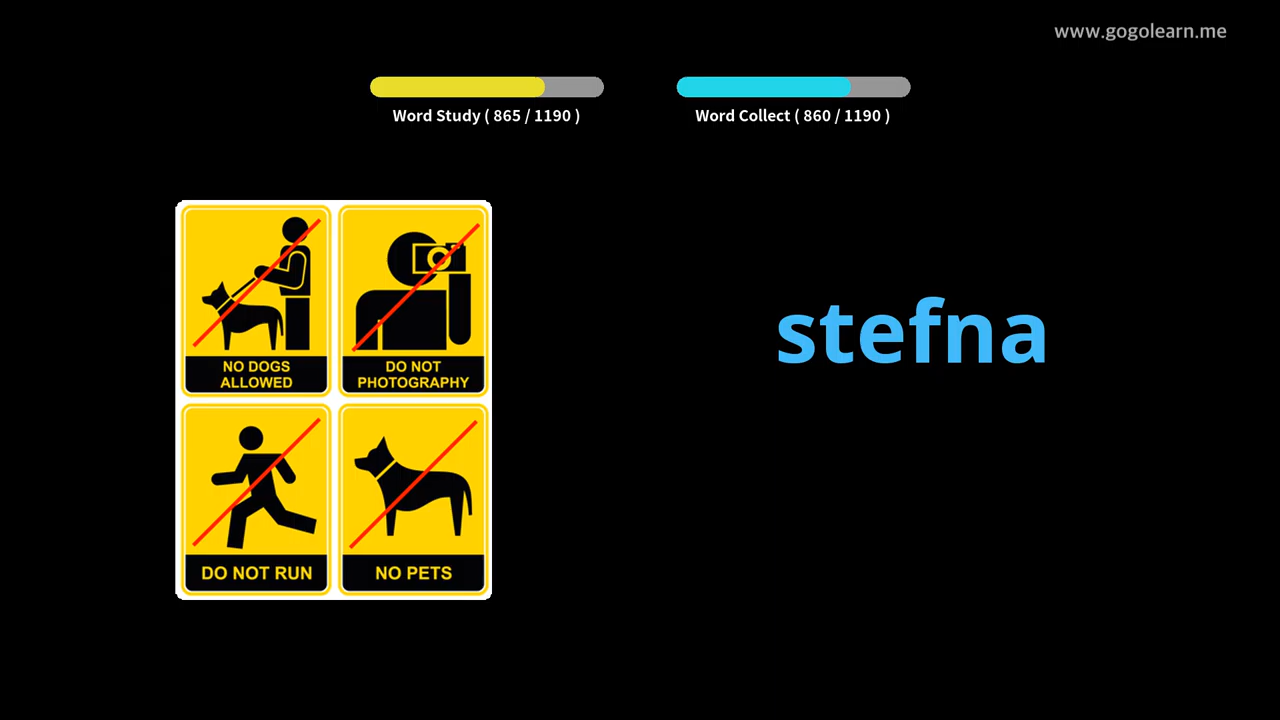 www.gogolearn.me
Word Study ( 865 / 1190 )
Word Collect ( 860 / 1190 )
NO DOGS
ALLOWED
DO NOT
PHOTOGRAPHY
stefna
DO NOT RUN
NO PETS